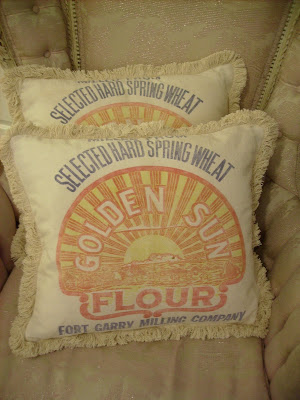 SELECTED HARD SPRING WHEAT
SELECTED HARD SPRING WHEAT
GOLDEN SUN
FLOUR
FORT GARRY MILLING COMPANY